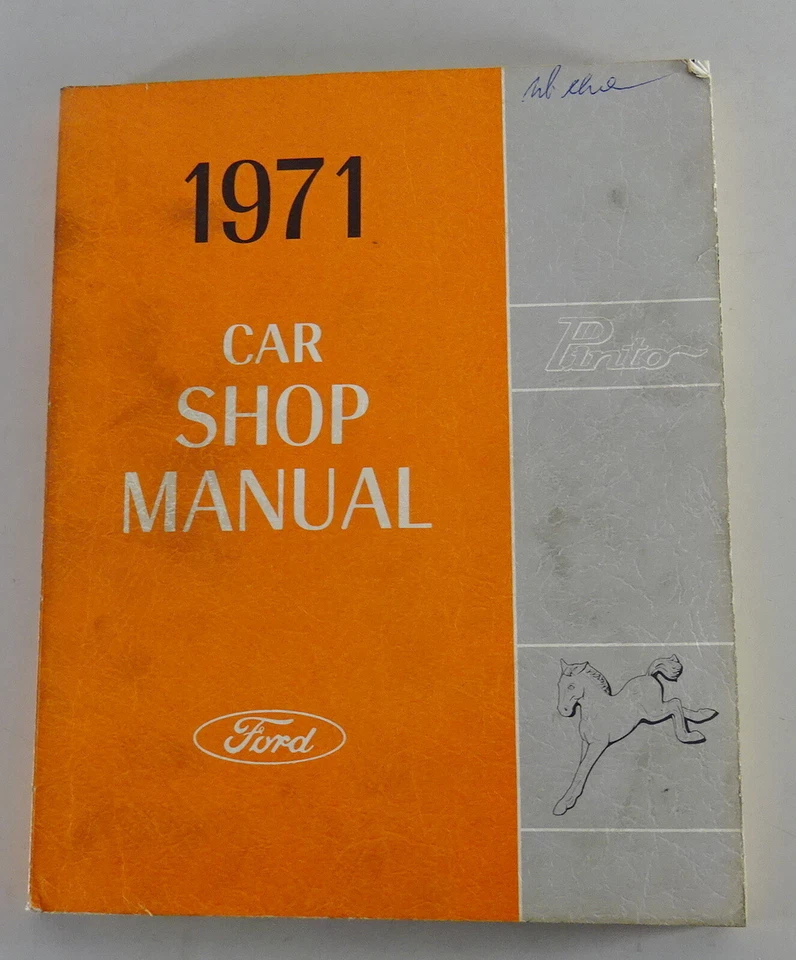 1971
CAR
SHOP
MANUAL
Ford
Pinto